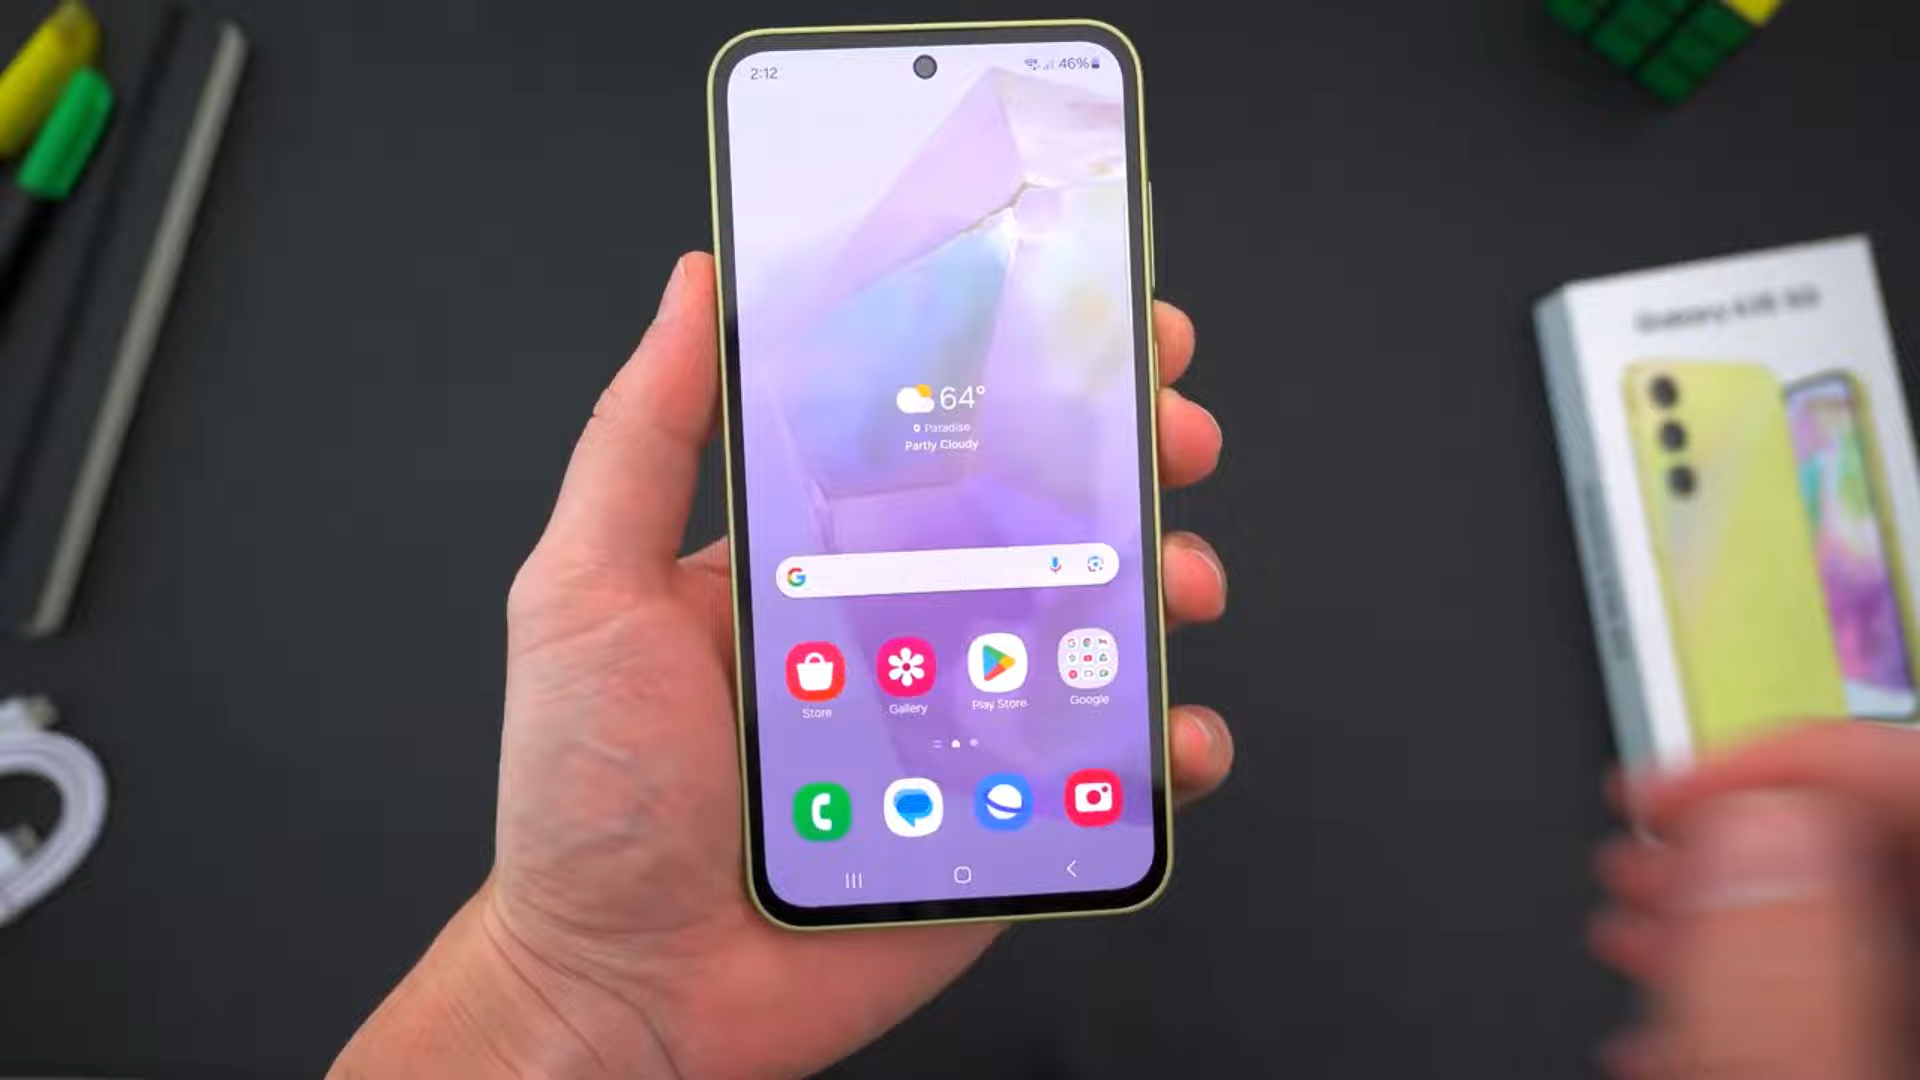 2:12
46%
64°
Paradise
Partly Cloudy
Store
Gallery
Play Store
Google